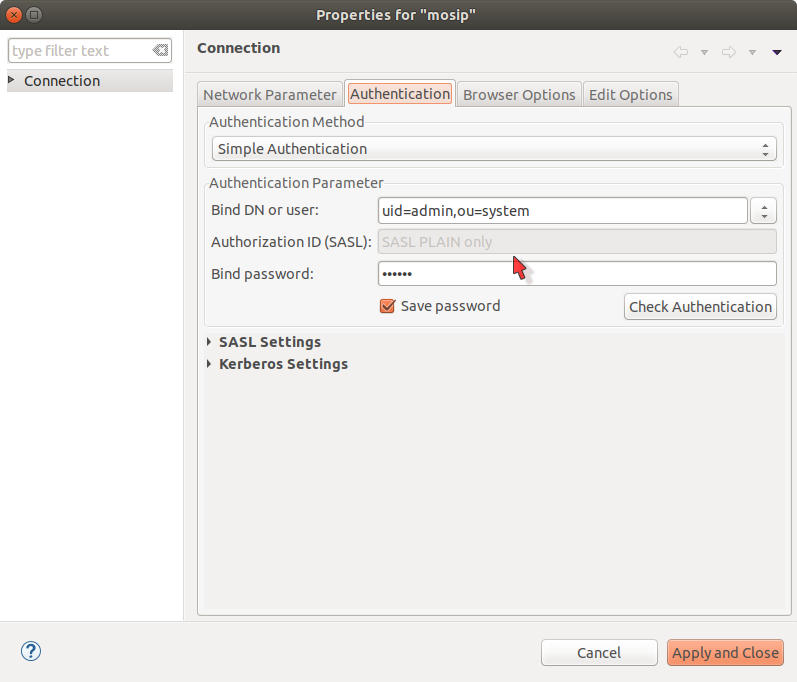 Properties for "mosip"
type filter text
Connection
Connection
Network Parameter
Authentication
Browser Options
Edit Options
Authentication Method
Simple Authentication
Authentication Parameter
Bind DN or user:
uid=admin,ou=system
Authorization ID (SASL):
SASL PLAIN only
Bind password:
••••••
Save password
Check Authentication
SASL Settings
Kerberos Settings
?
Cancel
Apply and Close